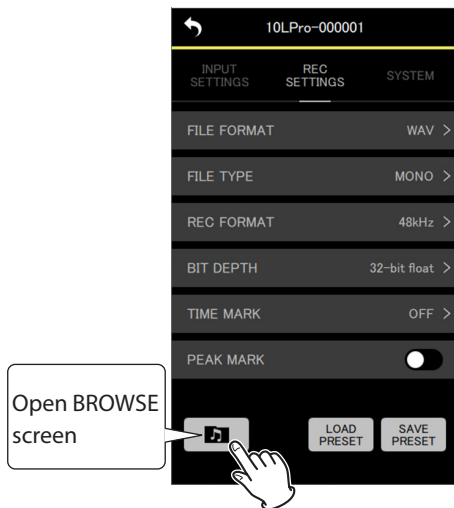 10LPro-000001
INPUT SETTINGS
REC SETTINGS
SYSTEM
FILE FORMAT WAV >
FILE TYPE MONO >
REC FORMAT 48kHz >
BIT DEPTH 32-bit float >
TIME MARK OFF >
PEAK MARK
Open BROWSE
screen
LOAD
PRESET
SAVE
PRESET